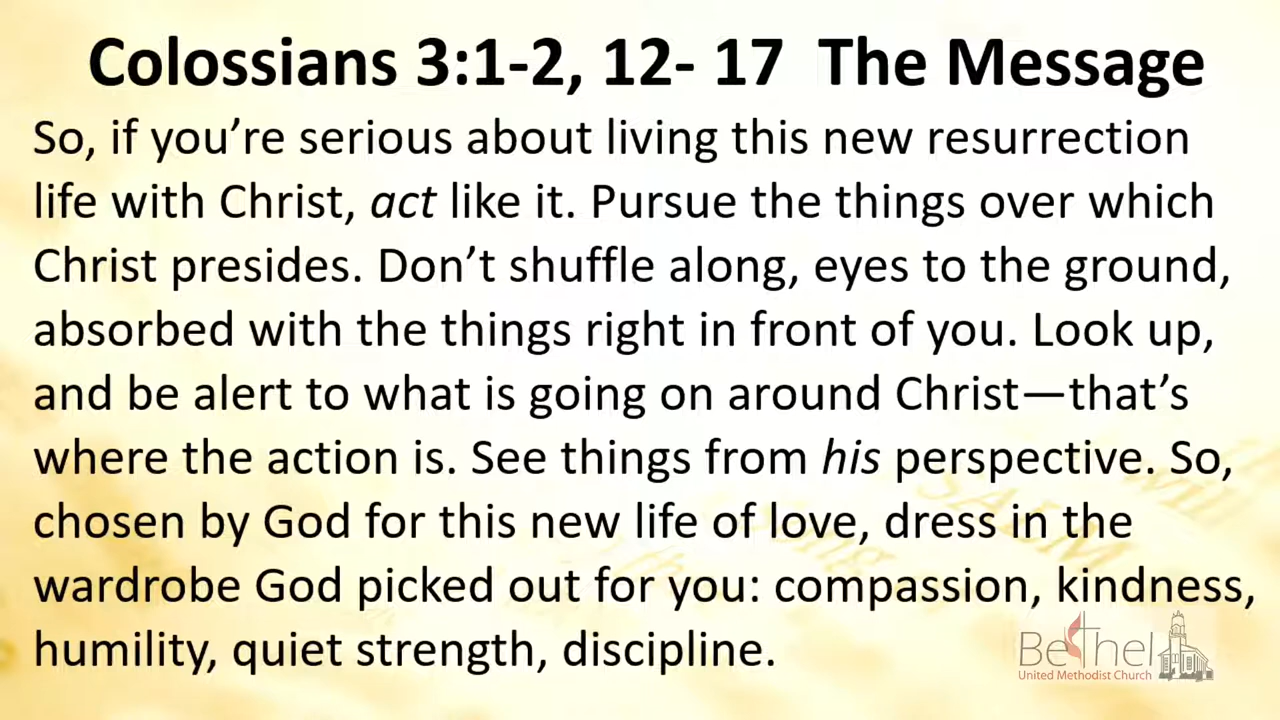 Colossians 3:1-2, 12- 17  The Message
So, if you’re serious about living this new resurrection
life with Christ, act like it. Pursue the things over which
Christ presides. Don’t shuffle along, eyes to the ground,
absorbed with the things right in front of you. Look up,
and be alert to what is going on around Christ—that’s
where the action is. See things from his perspective. So,
chosen by God for this new life of love, dress in the
wardrobe God picked out for you: compassion, kindness,
humility, quiet strength, discipline.
Bethel
United Methodist Church